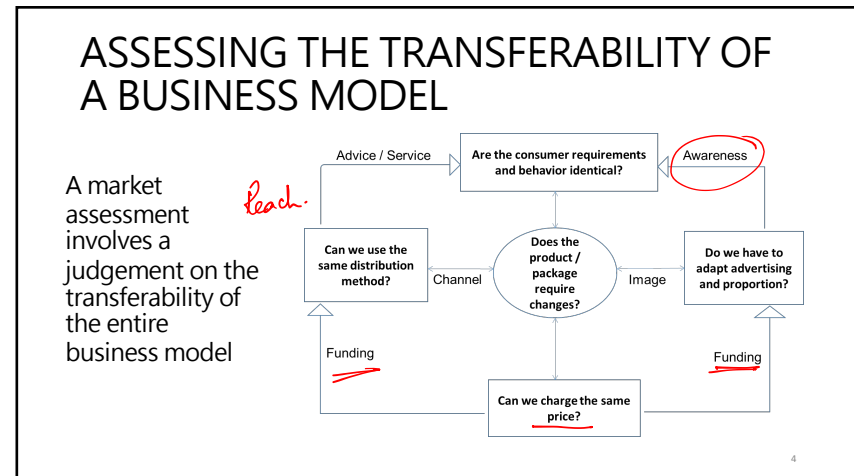 ASSESSING THE TRANSFERABILITY OF
A BUSINESS MODEL
A market
assessment
involves a
judgement on the
transferability of
the entire
business model
Reach.
Advice / Service
Are the consumer requirements
and behavior identical?
Awareness
Can we use the
same distribution
method?
Channel
Does the
product /
package
require
changes?
Image
Do we have to
adapt advertising
and proportion?
Funding
Funding
Can we charge the same
price?
4